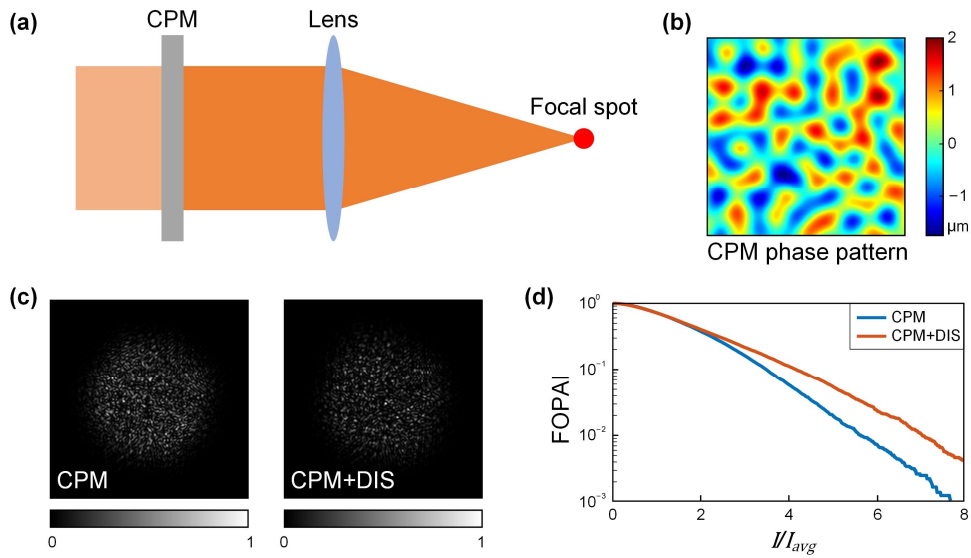 (a)
CPM
Lens
Focal spot
(b)
2
1
0
−1
μm
CPM phase pattern
(c)
CPM
0
1
CPM+DIS
0
1
(d)
FOPAI
10⁰
10⁻¹
10⁻²
10⁻³
CPM
CPM+DIS
0
2
4
6
8
I/I_avg